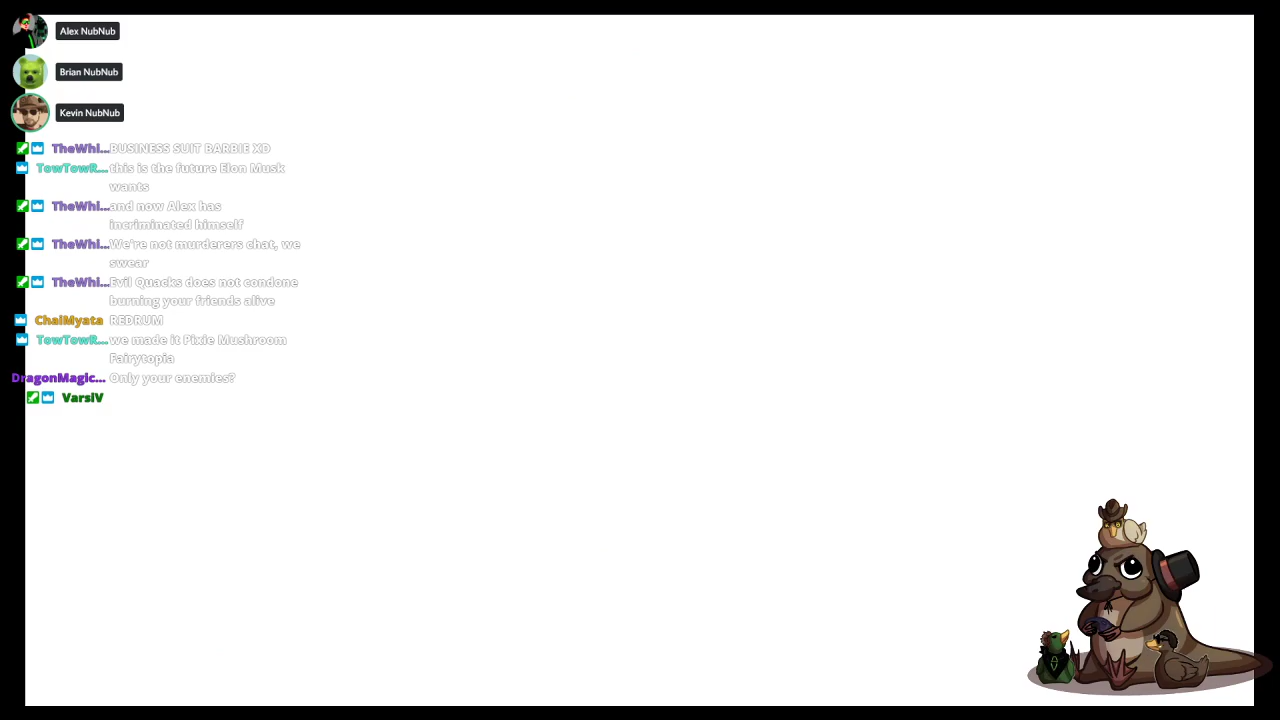 Alex NubNub
Brian NubNub
Kevin NubNub
TheWhi... BUSINESS SUIT BARBIE XD
TowTowR... this is the future Elon Musk
wants
TheWhi... and now Alex has
incriminated himself
TheWhi... We're not murderers chat, we
swear
TheWhi... Evil Quacks does not condone
burning your friends alive
ChaiMyata REDRUM
TowTowR... we made it Pixie Mushroom
Fairytopia
DragonMagic... Only your enemies?
VarsiV